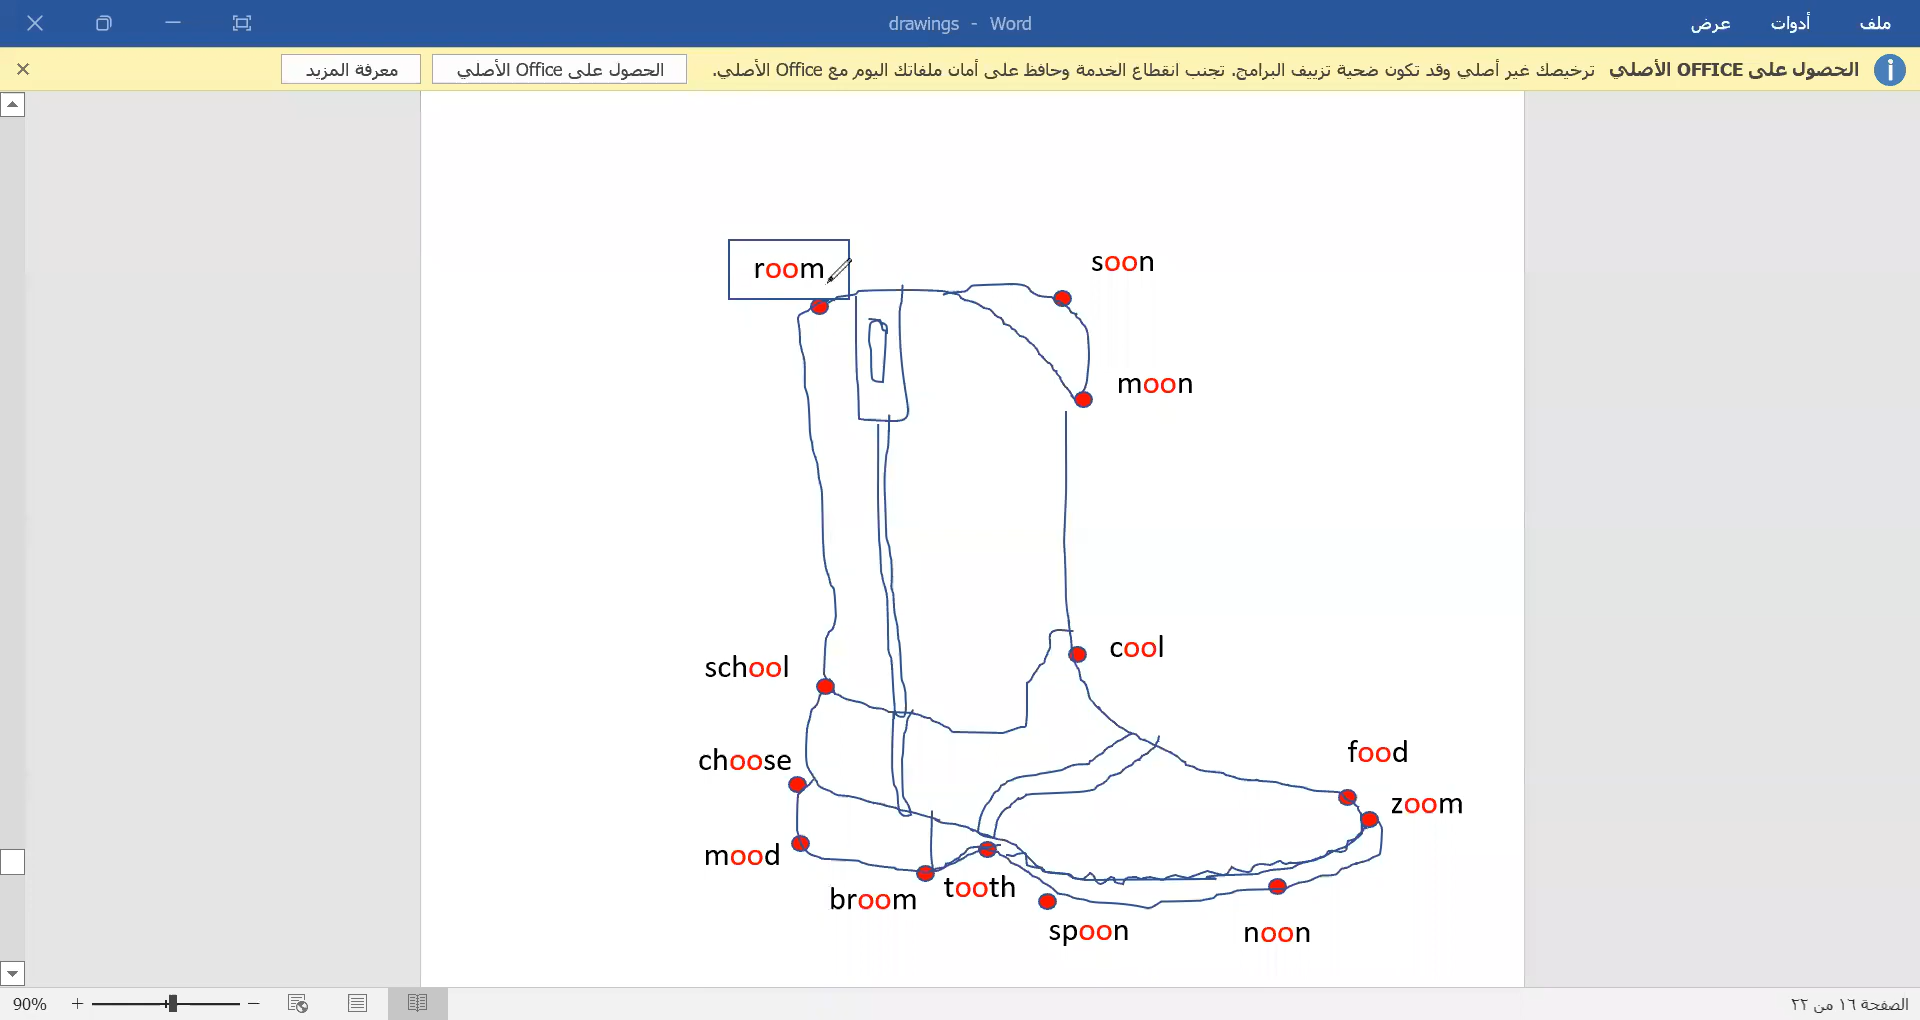 drawings - Word
ملف
أدوات
عرض
الحصول على OFFICE الأصلي ترخيصك غير أصلي وقد تكون ضحية تزييف البرامج. تجنب انقطاع الخدمة وحافظ على أمان ملفاتك اليوم مع Office الأصلي.
الحصول على Office الأصلي
معرفة المزيد
room
soon
moon
school
cool
choose
food
zoom
mood
broom
tooth
spoon
noon
90%
الصفحة ١٦ من ٢٢